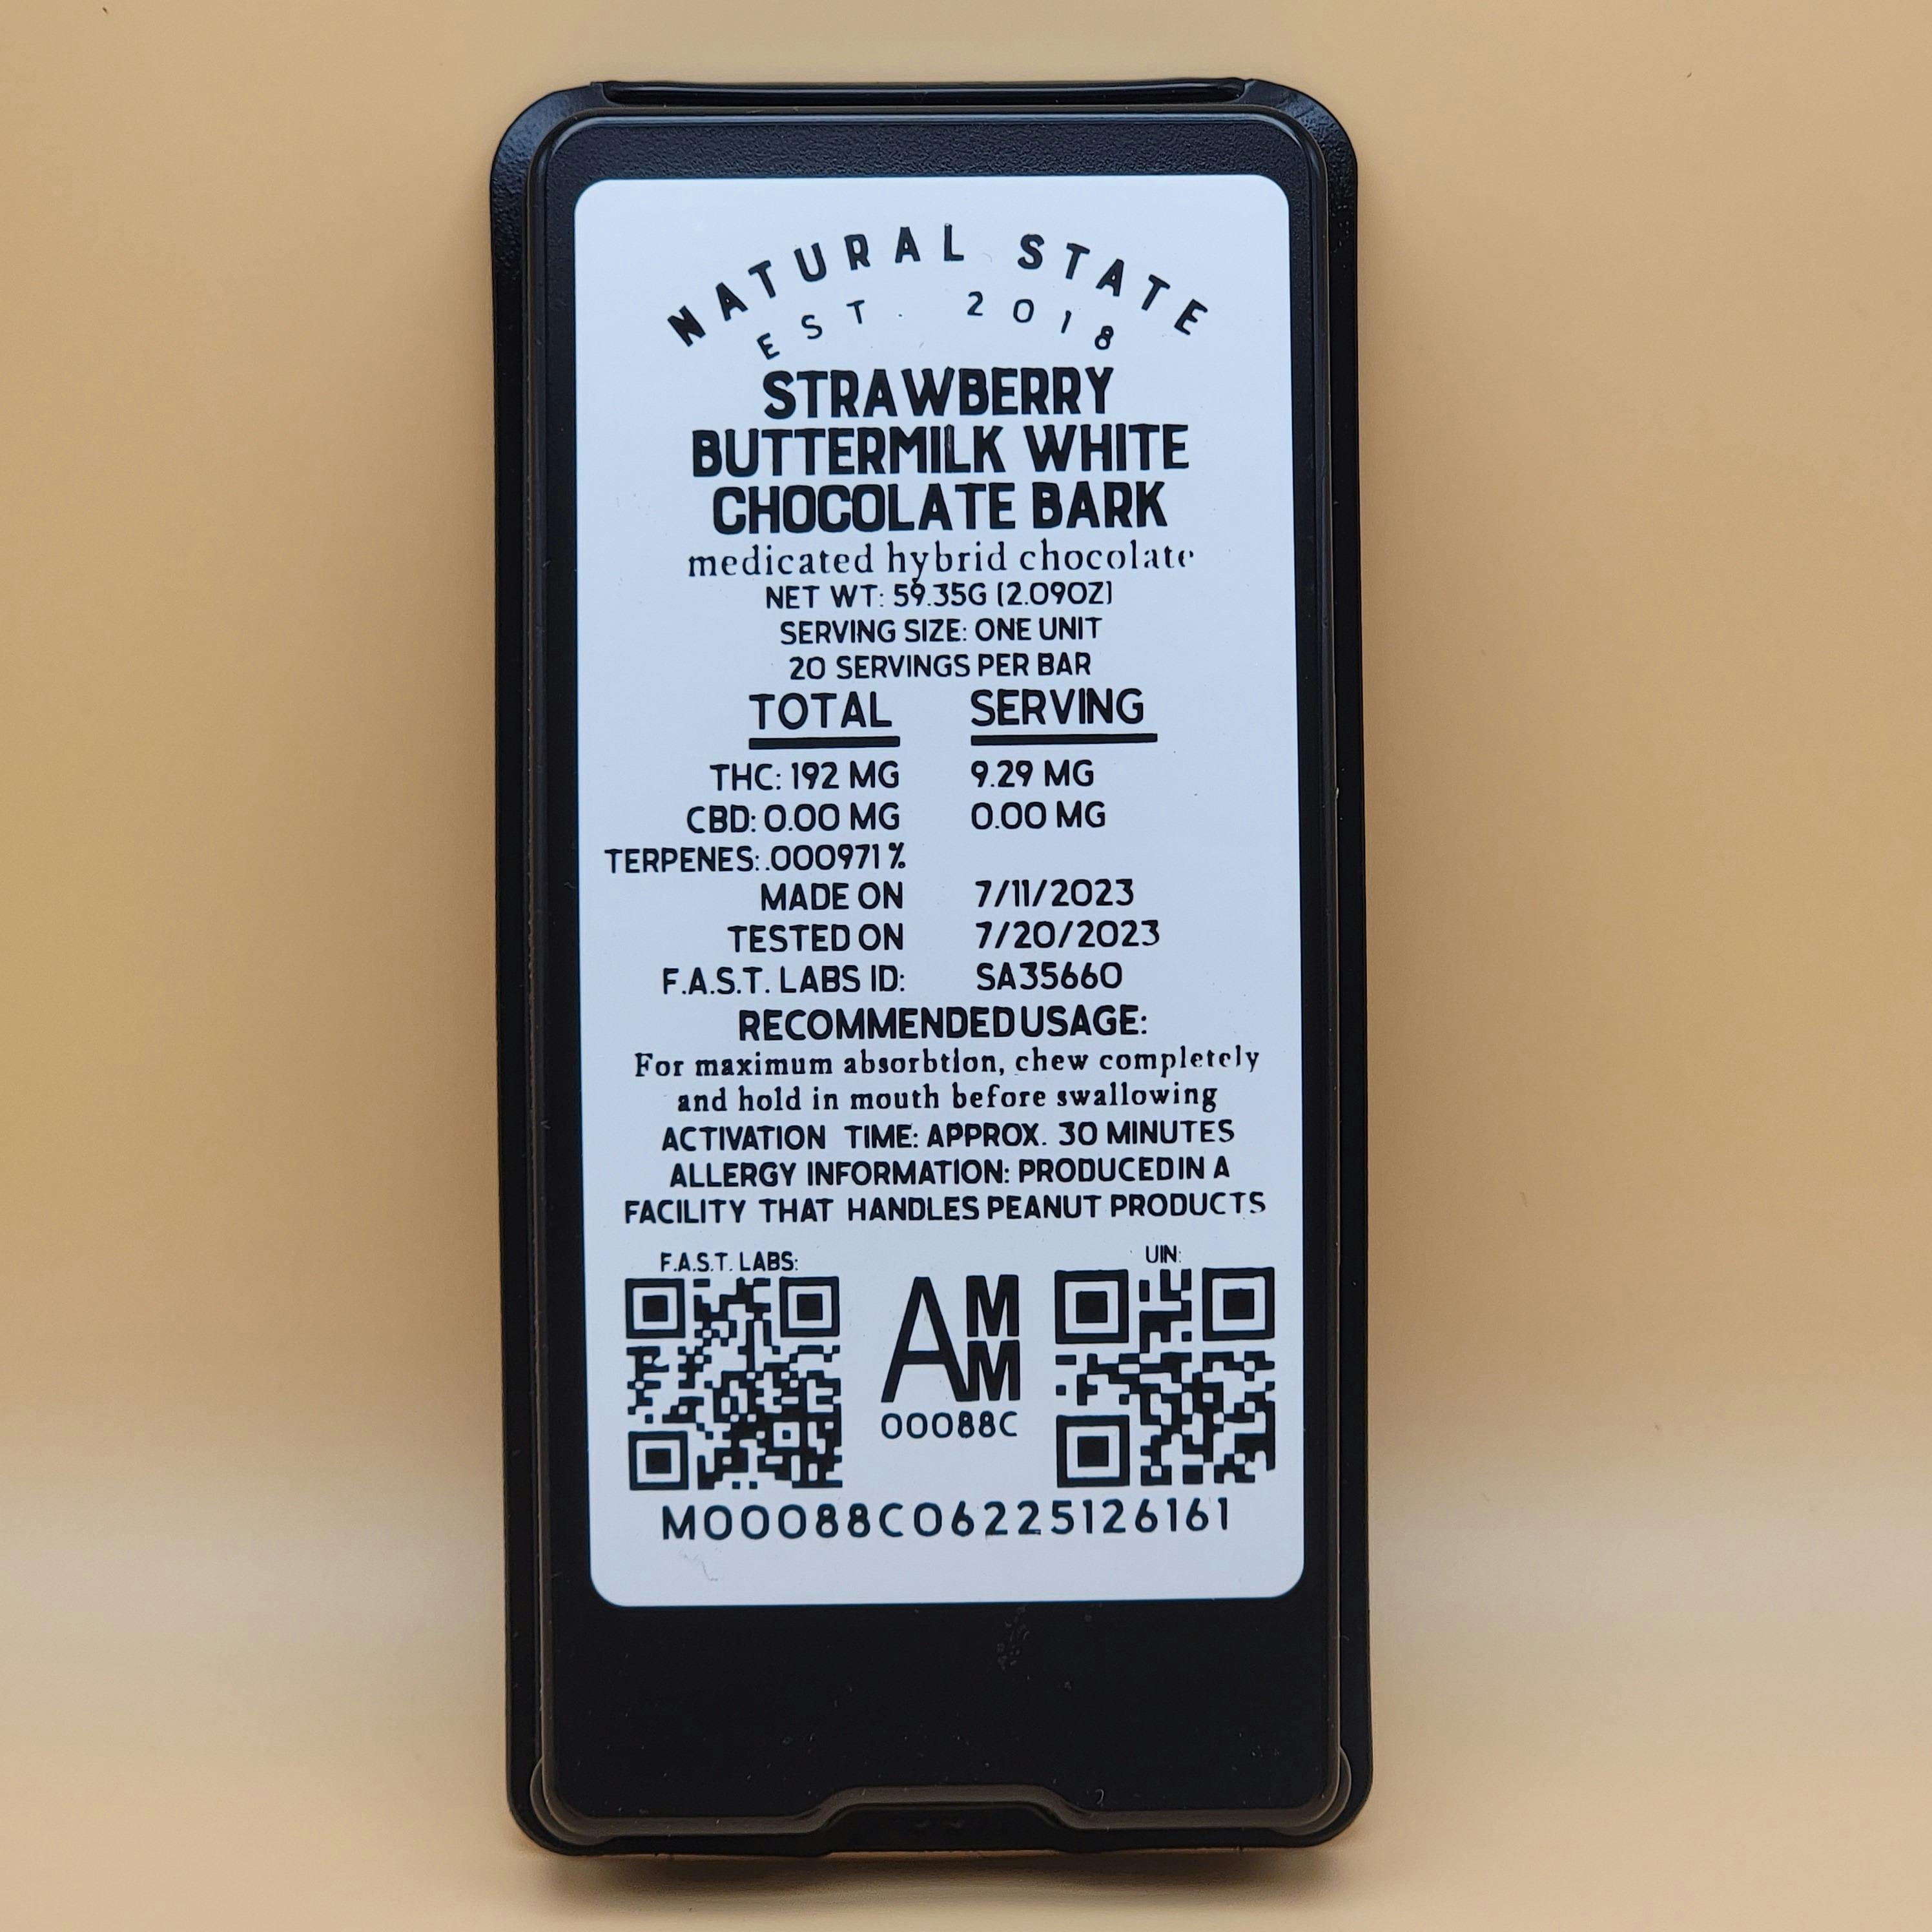 NATURAL STATE
EST. 2018
STRAWBERRY
BUTTERMILK WHITE
CHOCOLATE BARK
medicated hybrid chocolate
NET WT: 59.35G (2.09OZ)
SERVING SIZE: ONE UNIT
20 SERVINGS PER BAR
TOTAL SERVING
THC: 192 MG 9.29 MG
CBD: 0.00 MG 0.00 MG
TERPENES: .000971 %
MADE ON 7/11/2023
TESTED ON 7/20/2023
F.A.S.T. LABS ID: SA35660
RECOMMENDED USAGE:
For maximum absorbtion, chew completely
and hold in mouth before swallowing
ACTIVATION TIME: APPROX. 30 MINUTES
ALLERGY INFORMATION: PRODUCED IN A
FACILITY THAT HANDLES PEANUT PRODUCTS
F.A.S.T. LABS: UIN:
AMM
00088C
M00088C06225126161